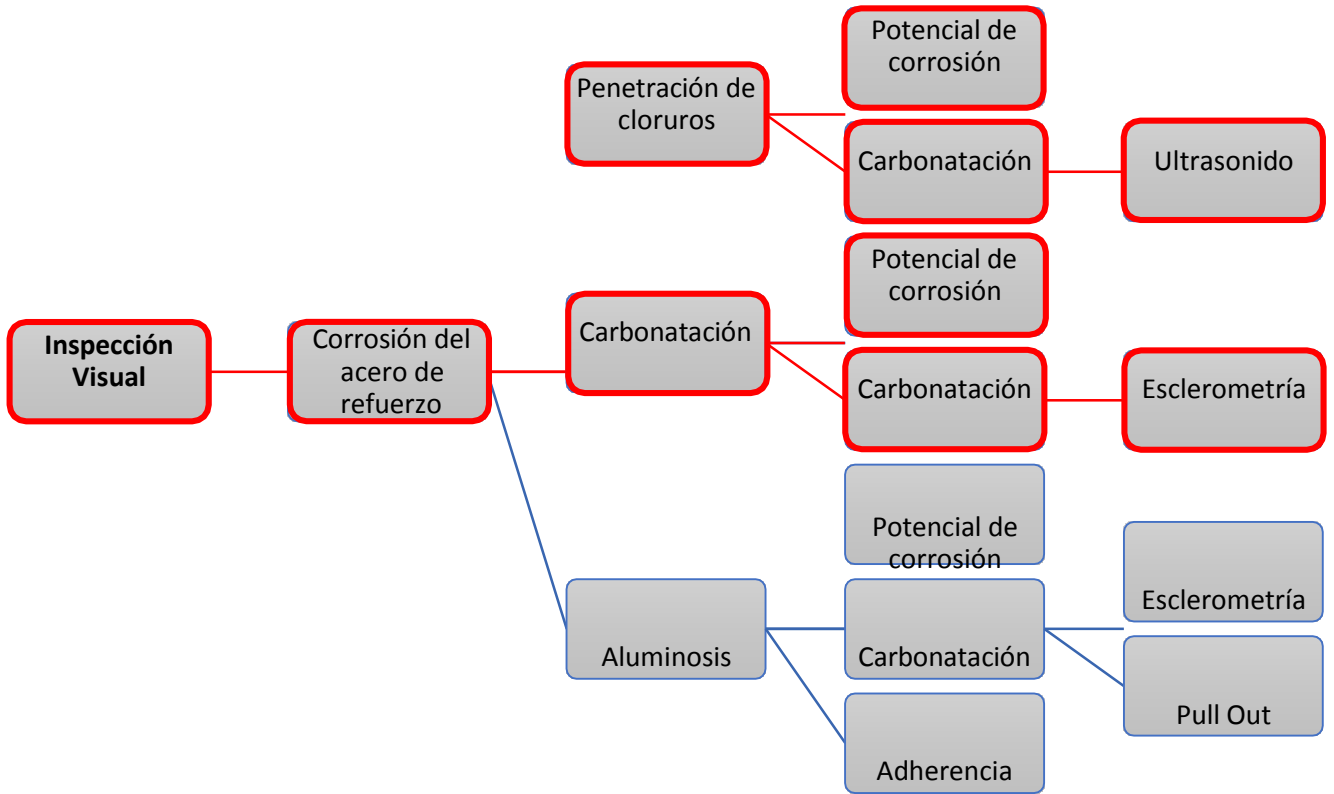 Potencial de
corrosión
Penetración de
cloruros
Carbonatación
Ultrasonido
Potencial de
corrosión
Inspección
Visual
Corrosión del
acero de
refuerzo
Carbonatación
Carbonatación
Esclerometría
Potencial de
corrosión
Esclerometría
Aluminosis
Carbonatación
Pull Out
Adherencia